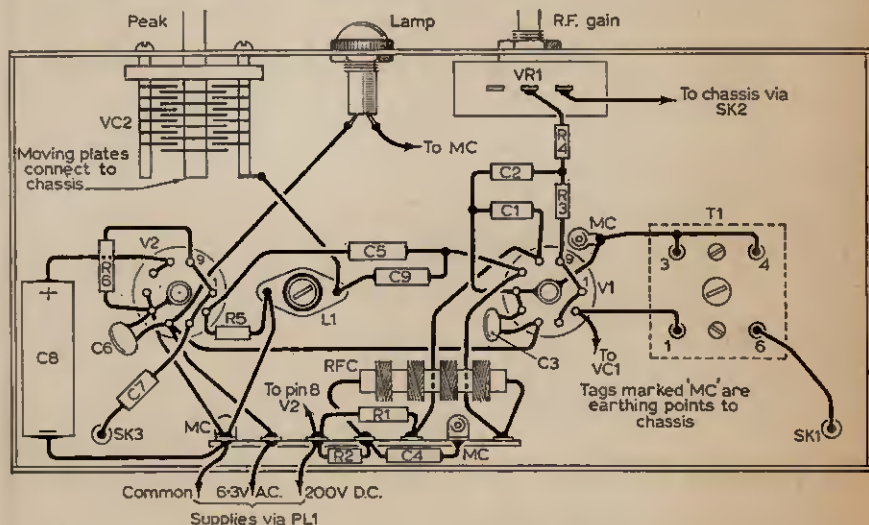 Peak
Lamp
R.F. gain
VR1
To chassis via
SK2
VC2
To MC
Moving plates
connect to
chassis
R4
C2
R3
C1
MC
T1
V2
9
R6
1
C5
C9
9
1
V1
3
4
L1
R5
C8
C6
C3
1
6
C7
RFC
To
VC1
To pin 8
V2
Tags marked 'MC' are
earthing points to
chassis
SK3
MC
R1
R2
C4
MC
SK1
Common
6·3V A.C.
200V D.C.
Supplies via PL1